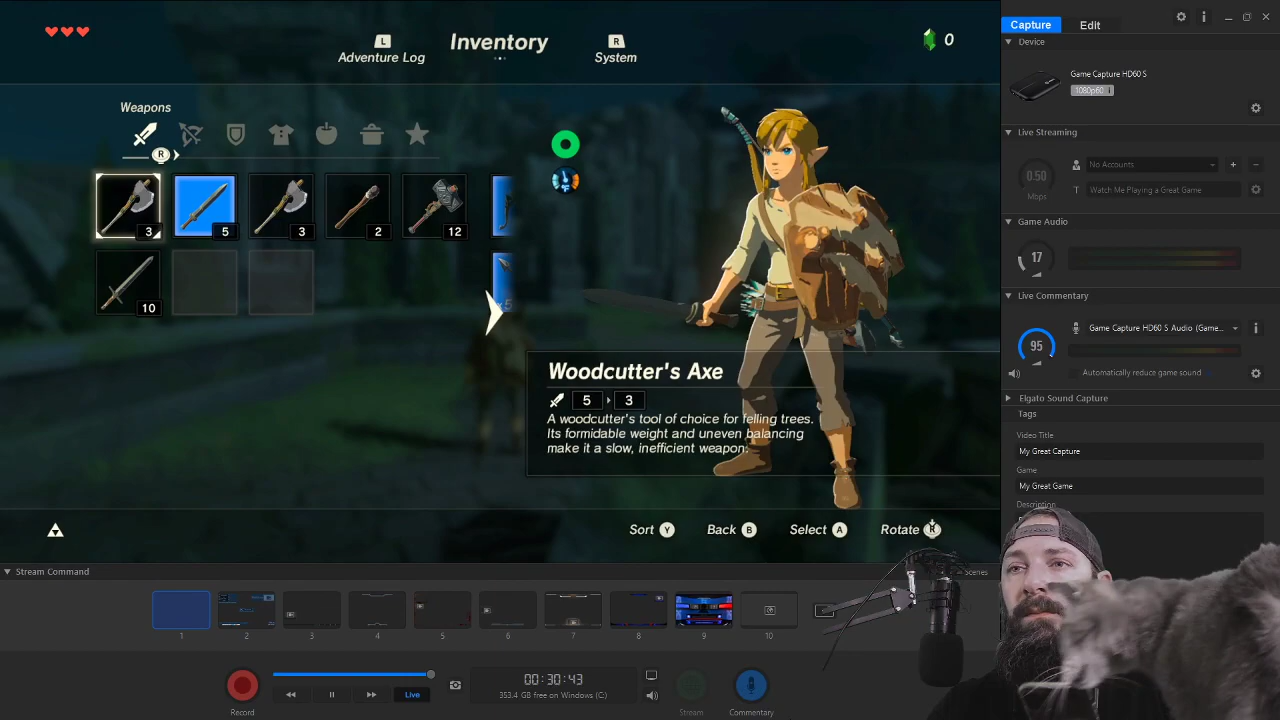 L
Adventure Log
Inventory
R
System
0
Weapons
R
3
5
3
2
12
10
Woodcutter's Axe
5 3
A woodcutter's tool of choice for felling trees.
Its formidable weight and uneven balancing
make it a slow, inefficient weapon.
Sort Y
Back B
Select A
Rotate R
Capture
Edit
Device
Game Capture HD60 S
1080p60
Live Streaming
0.50
Mbps
No Accounts
T
Watch Me Playing a Great Game
Game Audio
17
Live Commentary
95
Game Capture HD60 S Audio (Game...
Automatically reduce game sound
Elgato Sound Capture
Tags
Video Title
My Great Capture
Game
My Great Game
Description
Stream Command
Scenes
1
2
3
4
5
6
7
8
9
10
Record
Live
00:30:43
353.4 GB free on Windows (C:)
Stream
Commentary